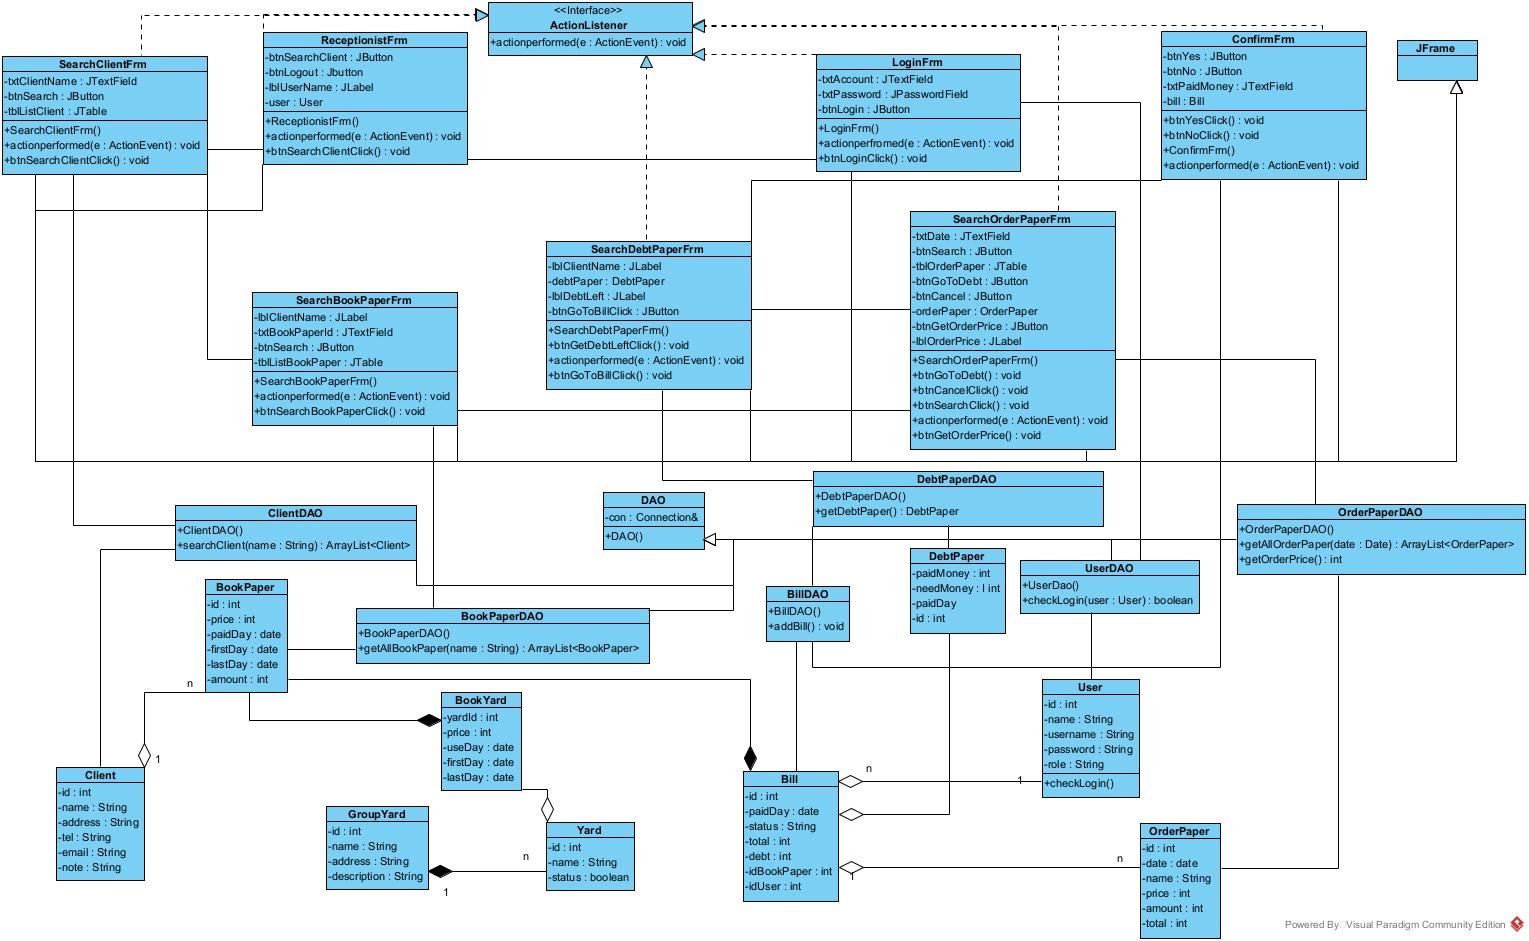 <<Interface>>
ActionListener
+actionperformed(e : ActionEvent) : void
ReceptionistFrm
-btnSearchClient : JButton
-btnLogout : Jbutton
-lblUserName : JLabel
-user : User
+ReceptionistFrm()
+actionperformed(e : ActionEvent) : void
+btnSearchClientClick() : void
SearchClientFrm
-txtClientName : JTextField
-btnSearch : JButton
-tblListClient : JTable
+SearchClientFrm()
+actionperformed(e : ActionEvent) : void
+btnSearchClientClick() : void
LoginFrm
-txtAccount : JTextField
-txtPassword : JPasswordField
-btnLogin : JButton
+LoginFrm()
+actionperfromed(e : ActionEvent) : void
+btnLoginClick() : void
ConfirmFrm
-btnYes : JButton
-btnNo : JButton
-txtPaidMoney : JTextField
-bill : Bill
+btnYesClick() : void
+btnNoClick() : void
+ConfirmFrm()
+actionperformed(e : ActionEvent) : void
JFrame
SearchDebtPaperFrm
-lblClientName : JLabel
-debtPaper : DebtPaper
-lblDebtLeft : JLabel
-btnGoToBillClick : JButton
+SearchDebtPaperFrm()
+btnGetDebtLeftClick() : void
+actionperformed(e : ActionEvent) : void
+btnGoToBillClick() : void
SearchOrderPaperFrm
-txtDate : JTextField
-btnSearch : JButton
-tblOrderPaper : JTable
-btnGoToDebt : JButton
-btnCancel : JButton
-orderPaper : OrderPaper
-btnGetOrderPrice : JButton
-lblOrderPrice : JLabel
+SearchOrderPaperFrm()
+btnGoToDebt() : void
+btnCancelClick() : void
+btnSearchClick() : void
+actionperformed(e : ActionEvent) : void
+btnGetOrderPrice() : void
SearchBookPaperFrm
-lblClientName : JLabel
-txtBookPaperId : JTextField
-btnSearch : JButton
-tblListBookPaper : JTable
+SearchBookPaperFrm()
+actionperformed(e : ActionEvent) : void
+btnSearchBookPaperClick() : void
DebtPaperDAO
+DebtPaperDAO()
+getDebtPaper() : DebtPaper
DAO
-con : Connection&
+DAO()
ClientDAO
+ClientDAO()
+searchClient(name : String) : ArrayList<Client>
OrderPaperDAO
+OrderPaperDAO()
+getAllOrderPaper(date : Date) : ArrayList<OrderPaper>
+getOrderPrice() : int
DebtPaper
-paidMoney : int
-needMoney : I int
-paidDay
-id : int
UserDAO
+UserDao()
+checkLogin(user : User) : boolean
BookPaper
-id : int
-price : int
-paidDay : date
-firstDay : date
-lastDay : date
-amount : int
BillDAO
+BillDAO()
+addBill() : void
BookPaperDAO
+BookPaperDAO()
+getAllBookPaper(name : String) : ArrayList<BookPaper>
n
1
BookYard
-yardId : int
-price : int
-useDay : date
-firstDay : date
-lastDay : date
User
-id : int
-name : String
-username : String
-password : String
-role : String
+checkLogin()
Client
-id : int
-name : String
-address : String
-tel : String
-email : String
-note : String
Bill
-id : int
-paidDay : date
-status : String
-total : int
-debt : int
-idBookPaper : int
-idUser : int
n
1
GroupYard
-id : int
-name : String
-address : String
-description : String
1
n
Yard
-id : int
-name : String
-status : boolean
1
n
OrderPaper
-id : int
-date : date
-name : String
-price : int
-amount : int
-total : int
Powered By Visual Paradigm Community Edition